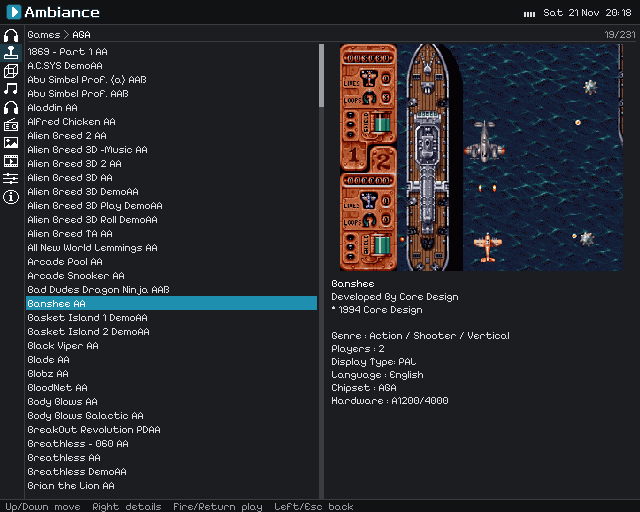 Ambiance
Sat 21 Nov 20:18
Games > AGA
19/231
1869 - Part 1 AA
A.C.SYS DemoAA
Abu Simbel Prof. (a) AAB
Abu Simbel Prof. AAB
Aladdin AA
Alfred Chicken AA
Alien Breed 2 AA
Alien Breed 3D -Music AA
Alien Breed 3D 2 AA
Alien Breed 3D AA
Alien Breed 3D DemoAA
Alien Breed 3D Play DemoAA
Alien Breed 3D Roll DemoAA
Alien Breed TA AA
All New World Lemmings AA
Arcade Pool AA
Arcade Snooker AA
Bad Dudes Dragon Ninja AAB
Banshee AA
Basket Island 1 DemoAA
Basket Island 2 DemoAA
Black Viper AA
Blade AA
Blobz AA
BloodNet AA
Body Blows AA
Body Blows Galactic AA
BreakOut Revolution PDAA
Breathless - 060 AA
Breathless AA
Breathless DemoAA
Brian the Lion AA
LIVES
LOOPS
SHIELD
1
2
LIVES
LOOPS
SHIELD
Banshee
Developed By Core Design
* 1994 Core Design
Genre : Action / Shooter / Vertical
Players : 2
Display Type: PAL
Language : English
Chipset : AGA
Hardware : A1200/4000
Up/Down move Right details Fire/Return play Left/Esc back